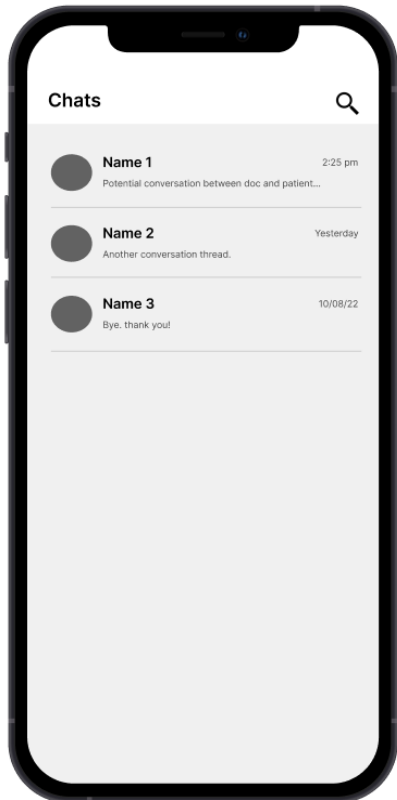 Chats
Name 1
2:25 pm
Potential conversation between doc and patient...
Name 2
Yesterday
Another conversation thread.
Name 3
10/08/22
Bye. thank you!